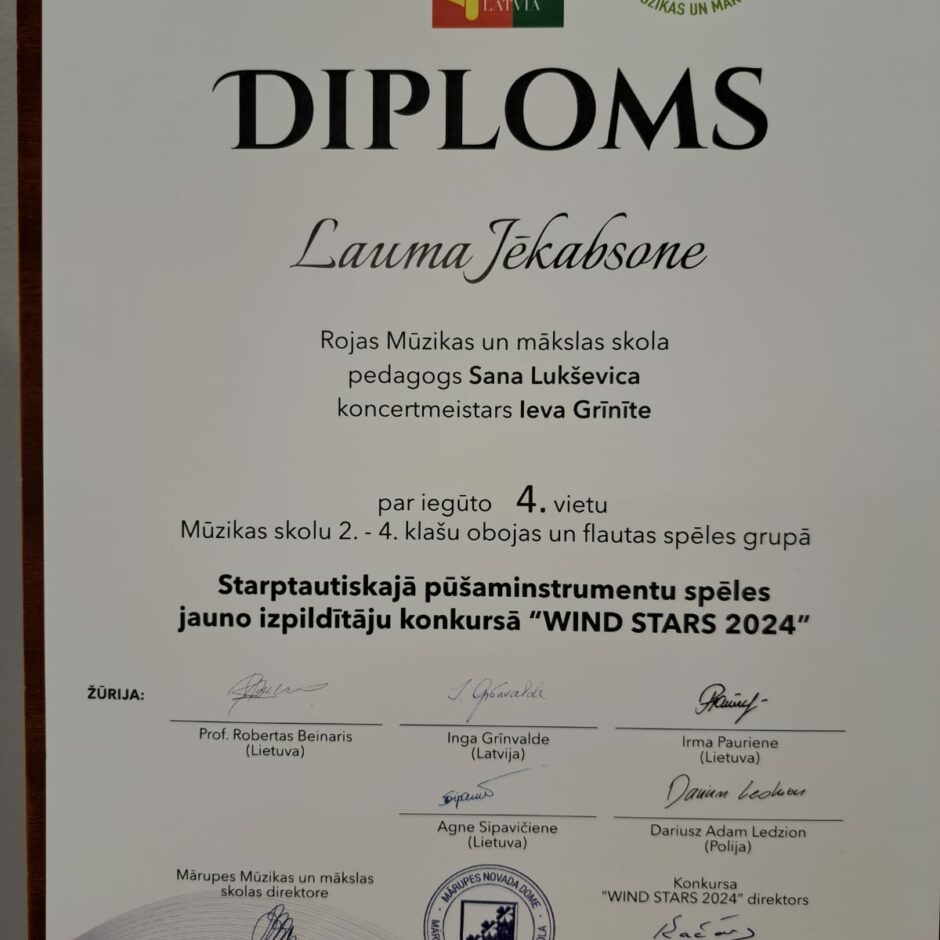 LATVIA
DIPLOMS
Lauma Jēkabsone
Rojas Mūzikas un mākslas skola
pedagogs Sana Lukševica
koncertmeistars Ieva Grīnīte
par iegūto 4. vietu
Mūzikas skolu 2. - 4. klašu obojas un flautas spēles grupā
Starptautiskajā pūšaminstrumentu spēles
jauno izpildītāju konkursā “WIND STARS 2024”
ŽŪRIJA:
I. Grīnvalde
Prof. Robertas Beinaris
(Lietuva)
Inga Grīnvalde
(Latvija)
Irma Pauriene
(Lietuva)
Agne Sipavičiene
(Lietuva)
Dariusz Adam Ledzion
(Polija)
Mārupes Mūzikas un mākslas
skolas direktore
MĀRUPES NOVADA DOME
Konkursa
“WIND STARS 2024” direktors